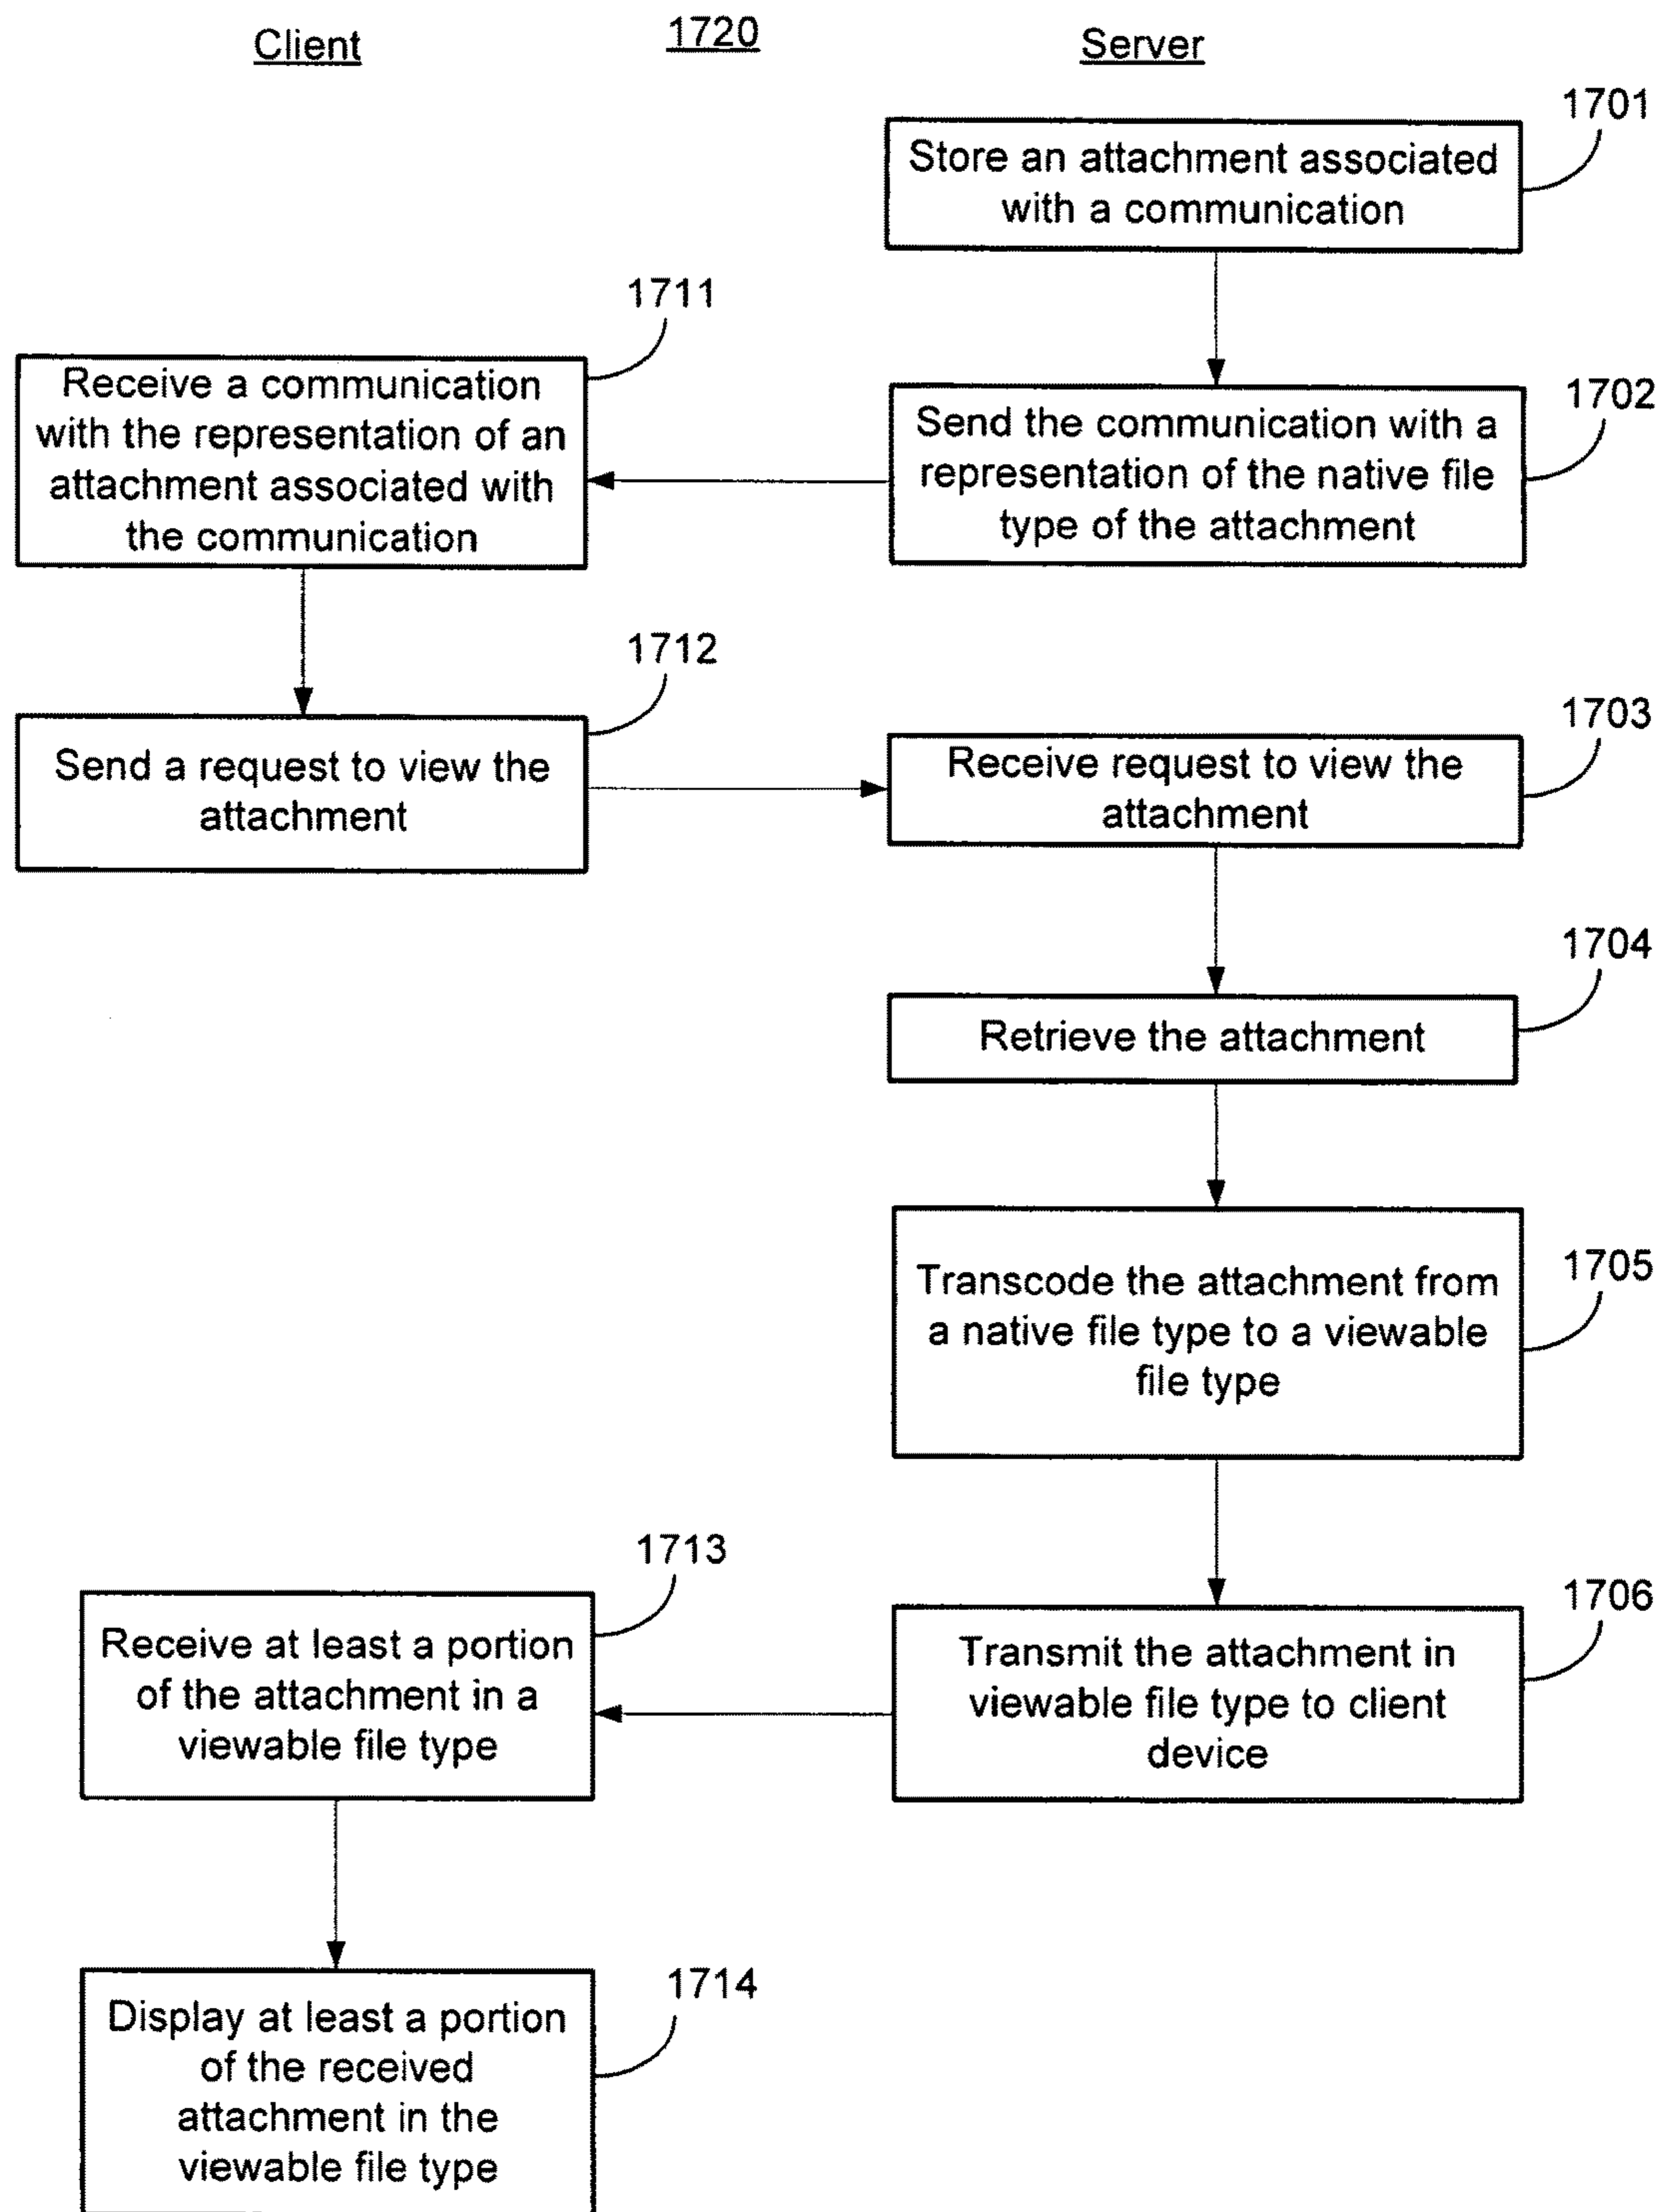 Client
1720
Server
1701
Store an attachment associated
with a communication
1711
Receive a communication
with the representation of an
attachment associated with
the communication
1702
Send the communication with a
representation of the native file
type of the attachment
1712
Send a request to view the
attachment
1703
Receive request to view the
attachment
1704
Retrieve the attachment
1705
Transcode the attachment from
a native file type to a viewable
file type
1713
Receive at least a portion
of the attachment in a
viewable file type
1706
Transmit the attachment in
viewable file type to client
device
1714
Display at least a portion
of the received
attachment in the
viewable file type